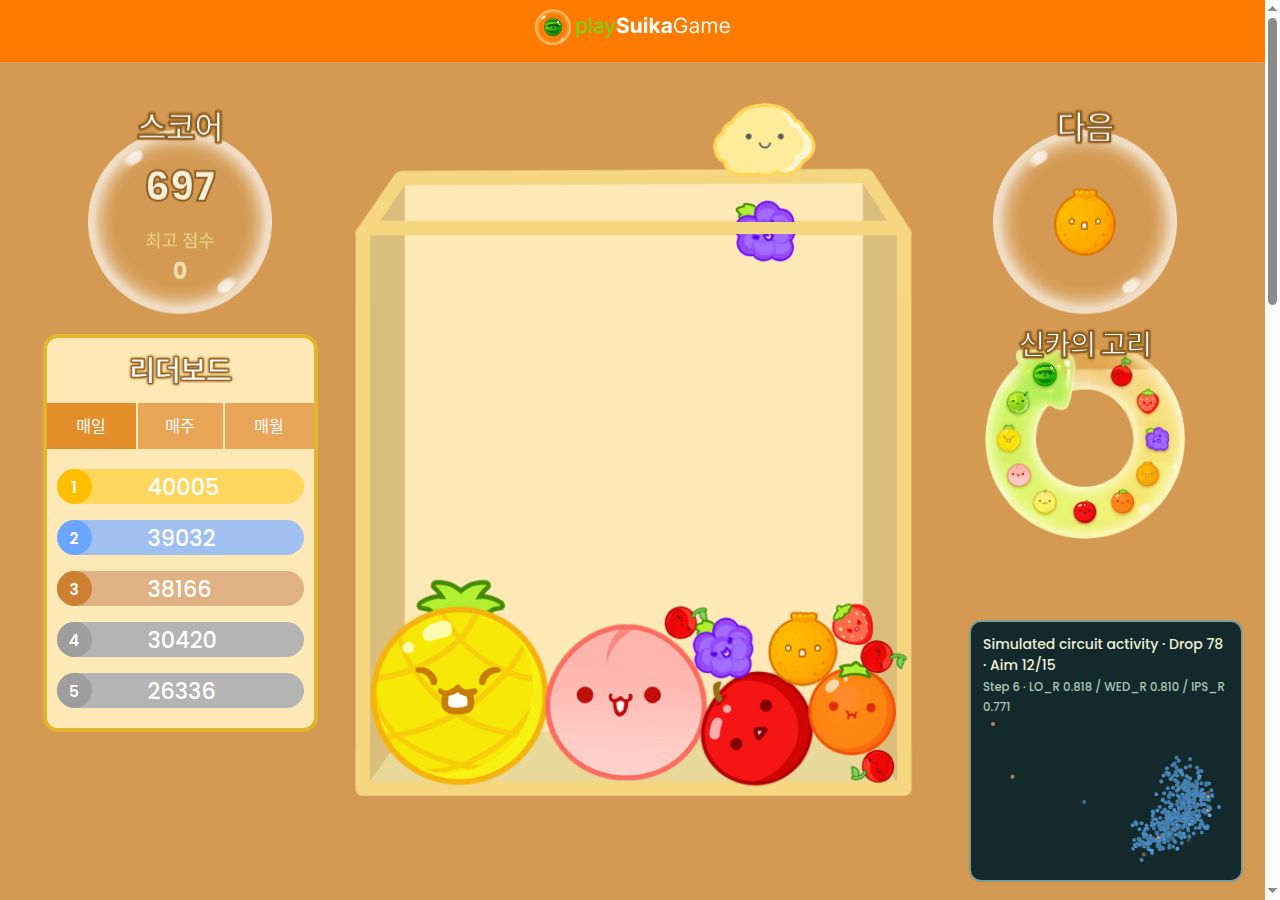 playSuikaGame
스코어
697
최고 점수
0
다음
리더보드
매일 매주 매월
1 40005
2 39032
3 38166
4 30420
5 26336
신카의 고리
Simulated circuit activity · Drop 78
· Aim 12/15
Step 6 · LO_R 0.818 / WED_R 0.810 / IPS_R
0.771